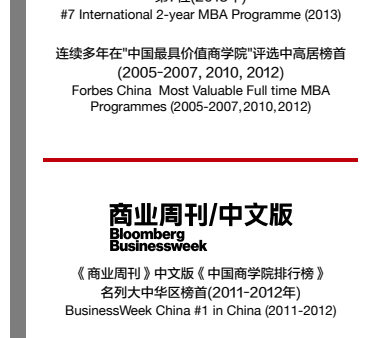 #7 International 2-year MBA Programme (2013)
连续多年在"中国最具价值商学院"评选中高居榜首
(2005-2007, 2010, 2012)
Forbes China Most Valuable Full time MBA
Programmes (2005-2007,2010,2012)
商业周刊/中文版
Bloomberg
Businessweek
《商业周刊》中文版《中国商学院排行榜》
名列大中华区榜首(2011-2012年)
BusinessWeek China #1 in China (2011-2012)